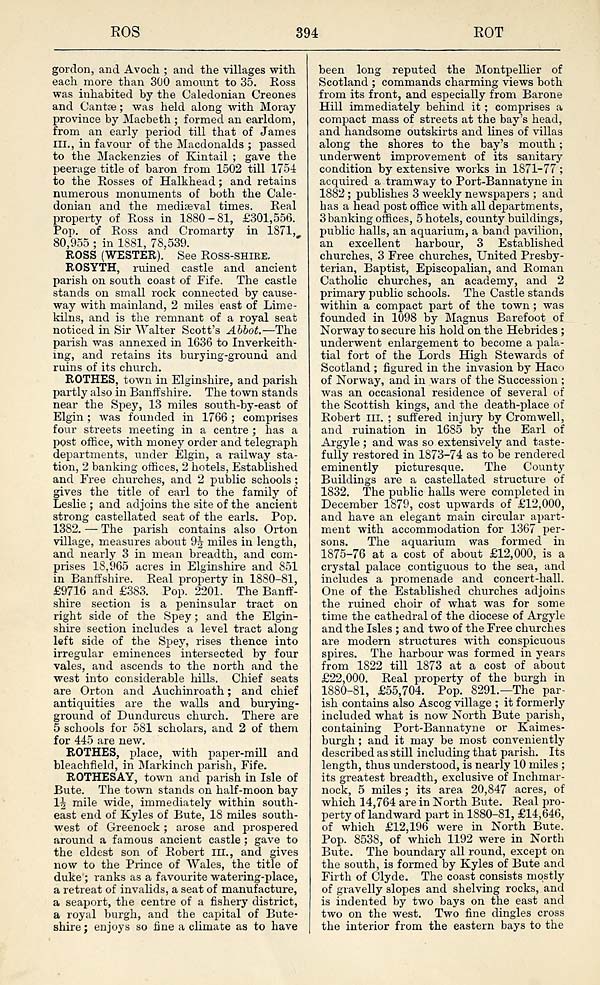 ROS 394 ROT
gordon, and Avoch ; and the villages with
each more than 300 amount to 35. Ross
was inhabited by the Caledonian Creones
and Cantæ ; was held along with Moray
province by Macbeth ; formed an earldom,
from an early period till that of James
III., in favour of the Macdonalds ; passed
to the Mackenzies of Kintail ; gave the
peerage title of baron from 1502 till 1754
to the Rosses of Halkhead ; and retains
numerous monuments of both the Cale-
donian and the mediæval times. Real
property of Ross in 1880-81, £301,556.
Pop. of Ross and Cromarty in 1871,
80,955 ; in 1881, 78,539.
ROSS (WESTER). See ROSS-SHIRE.
ROSYTH, ruined castle and ancient
parish on south coast of Fife. The castle
stands on small rock connected by cause-
way with mainland, 2 miles east of Lime-
kilns, and is the remnant of a royal seat
noticed in Sir Walter Scott's Abbot.—The
parish was annexed in 1636 to Inverkeith-
ing, and retains its burying-ground and
ruins of its church.
ROTHES, town in Elginshire, and parish
partly also in Banffshire. The town stands
near the Spey, 13 miles south-by-east of
Elgin ; was founded in 1766 ; comprises
four streets meeting in a centre ; has a
post office, with money order and telegraph
departments, under Elgin, a railway sta-
tion, 2 banking offices, 2 hotels, Established
and Free churches, and 2 public schools ;
gives the title of earl to the family of
Leslie ; and adjoins the site of the ancient
strong castellated seat of the earls. Pop.
1382. — The parish contains also Orton
village, measures about 9½ miles in length,
and nearly 3 in mean breadth, and com-
prises 18,965 acres in Elginshire and 851
in Banffshire. Real property in 1880-81,
£9716 and £383. Pop. 2201. The Banff-
shire section is a peninsular tract on
right side of the Spey ; and the Elgin-
shire section includes a level tract along
left side of the Spey, rises thence into
irregular eminences intersected by four
vales, and ascends to the north and the
west into considerable hills. Chief seats
are Orton and Auchinroath ; and chief
antiquities are the walls and burying-
ground of Dundurcus church. There are
5 schools for 581 scholars, and 2 of them
for 445 are new.
ROTHES, place, with paper-mill and
bleachfield, in Markinch parish, Fife.
ROTHESAY, town and parish in Isle of
Bute. The town stands on half-moon bay
1½ mile wide, immediately within south-
east end of Kyles of Bute, 18 miles south-
west of Greenock ; arose and prospered
around a famous ancient castle ; gave to
the eldest son of Robert III., and gives
now to the Prince of Wales, the title of
duke ; ranks as a favourite watering-place,
a retreat of invalids, a seat of manufacture,
a seaport, the centre of a fishery district,
a royal burgh, and the capital of Bute-
shire ; enjoys so fine a climate as to have
been long reputed the Montpellier of
Scotland ; commands charming views both
from its front, and especially from Barone
Hill immediately behind it ; comprises a
compact mass of streets at the bay's head,
and handsome outskirts and lines of villas
along the shores to the bay's mouth ;
underwent improvement of its sanitary
condition by extensive works in 1871-77 ;
acquired a tramway to Port-Bannatyne in
1882 ; publishes 3 weekly newspapers ; and
has a head post office with all departments,
3 banking offices, 5 hotels, county buildings,
public halls, an aquarium, a band pavilion,
an excellent harbour, 3 Established
churches, 3 Free churches, United Presby-
terian, Baptist, Episcopalian, and Roman
Catholic churches, an academy, and 2
primary public schools. The Castle stands
within a compact part of the town ; was
founded in 1098 by Magnus Barefoot of
Norway to secure his hold on the Hebrides ;
underwent enlargement to become a pala-
tial fort of the Lords High Stewards of
Scotland ; figured in the invasion by Haco
of Norway, and in wars of the Succession ;
was an occasional residence of several of
the Scottish kings, and the death-place of
Robert III. ; suffered injury by Cromwell,
and ruination in 1685 by the Earl of
Argyle ; and was so extensively and taste-
fully restored in 1873-74 as to be rendered
eminently picturesque. The County
Buildings are a castellated structure of
1832. The public halls were completed in
December 1879, cost upwards of £12,000,
and have an elegant main circular apart-
ment with accommodation for 1367 per-
sons. The aquarium was formed in
1875-76 at a cost of about £12,000, is a
crystal palace contiguous to the sea, and
includes a promenade and concert-hall.
One of the Established churches adjoins
the ruined choir of what was for some
time the cathedral of the diocese of Argyle
and the Isles ; and two of the Free churches
are modern structures with conspicuous
spires. The harbour was formed in years
from 1822 till 1873 at a cost of about
£22,000. Real property of the burgh in
1880-81, £55,704. Pop. 8291.—The par-
ish contains also Ascog village ; it formerly
included what is now North Bute parish,
containing Port-Bannatyne or Kaimes-
burgh ; and it may be most conveniently
described as still including that parish. Its
length, thus understood, is nearly 10 miles ;
its greatest breadth, exclusive of Inchmar-
nock, 5 miles ; its area 20,847 acres, of
which 14,764 are in North Bute. Real pro-
perty of landward part in 1880-81, £14,646,
of which £12,196 were in North Bute.
Pop. 8538, of which 1192 were in North
Bute. The boundary all round, except on
the south, is formed by Kyles of Bute and
Firth of Clyde. The coast consists mostly
of gravelly slopes and shelving rocks, and
is indented by two bays on the east and
two on the west. Two fine dingles cross
the interior from the eastern bays to the